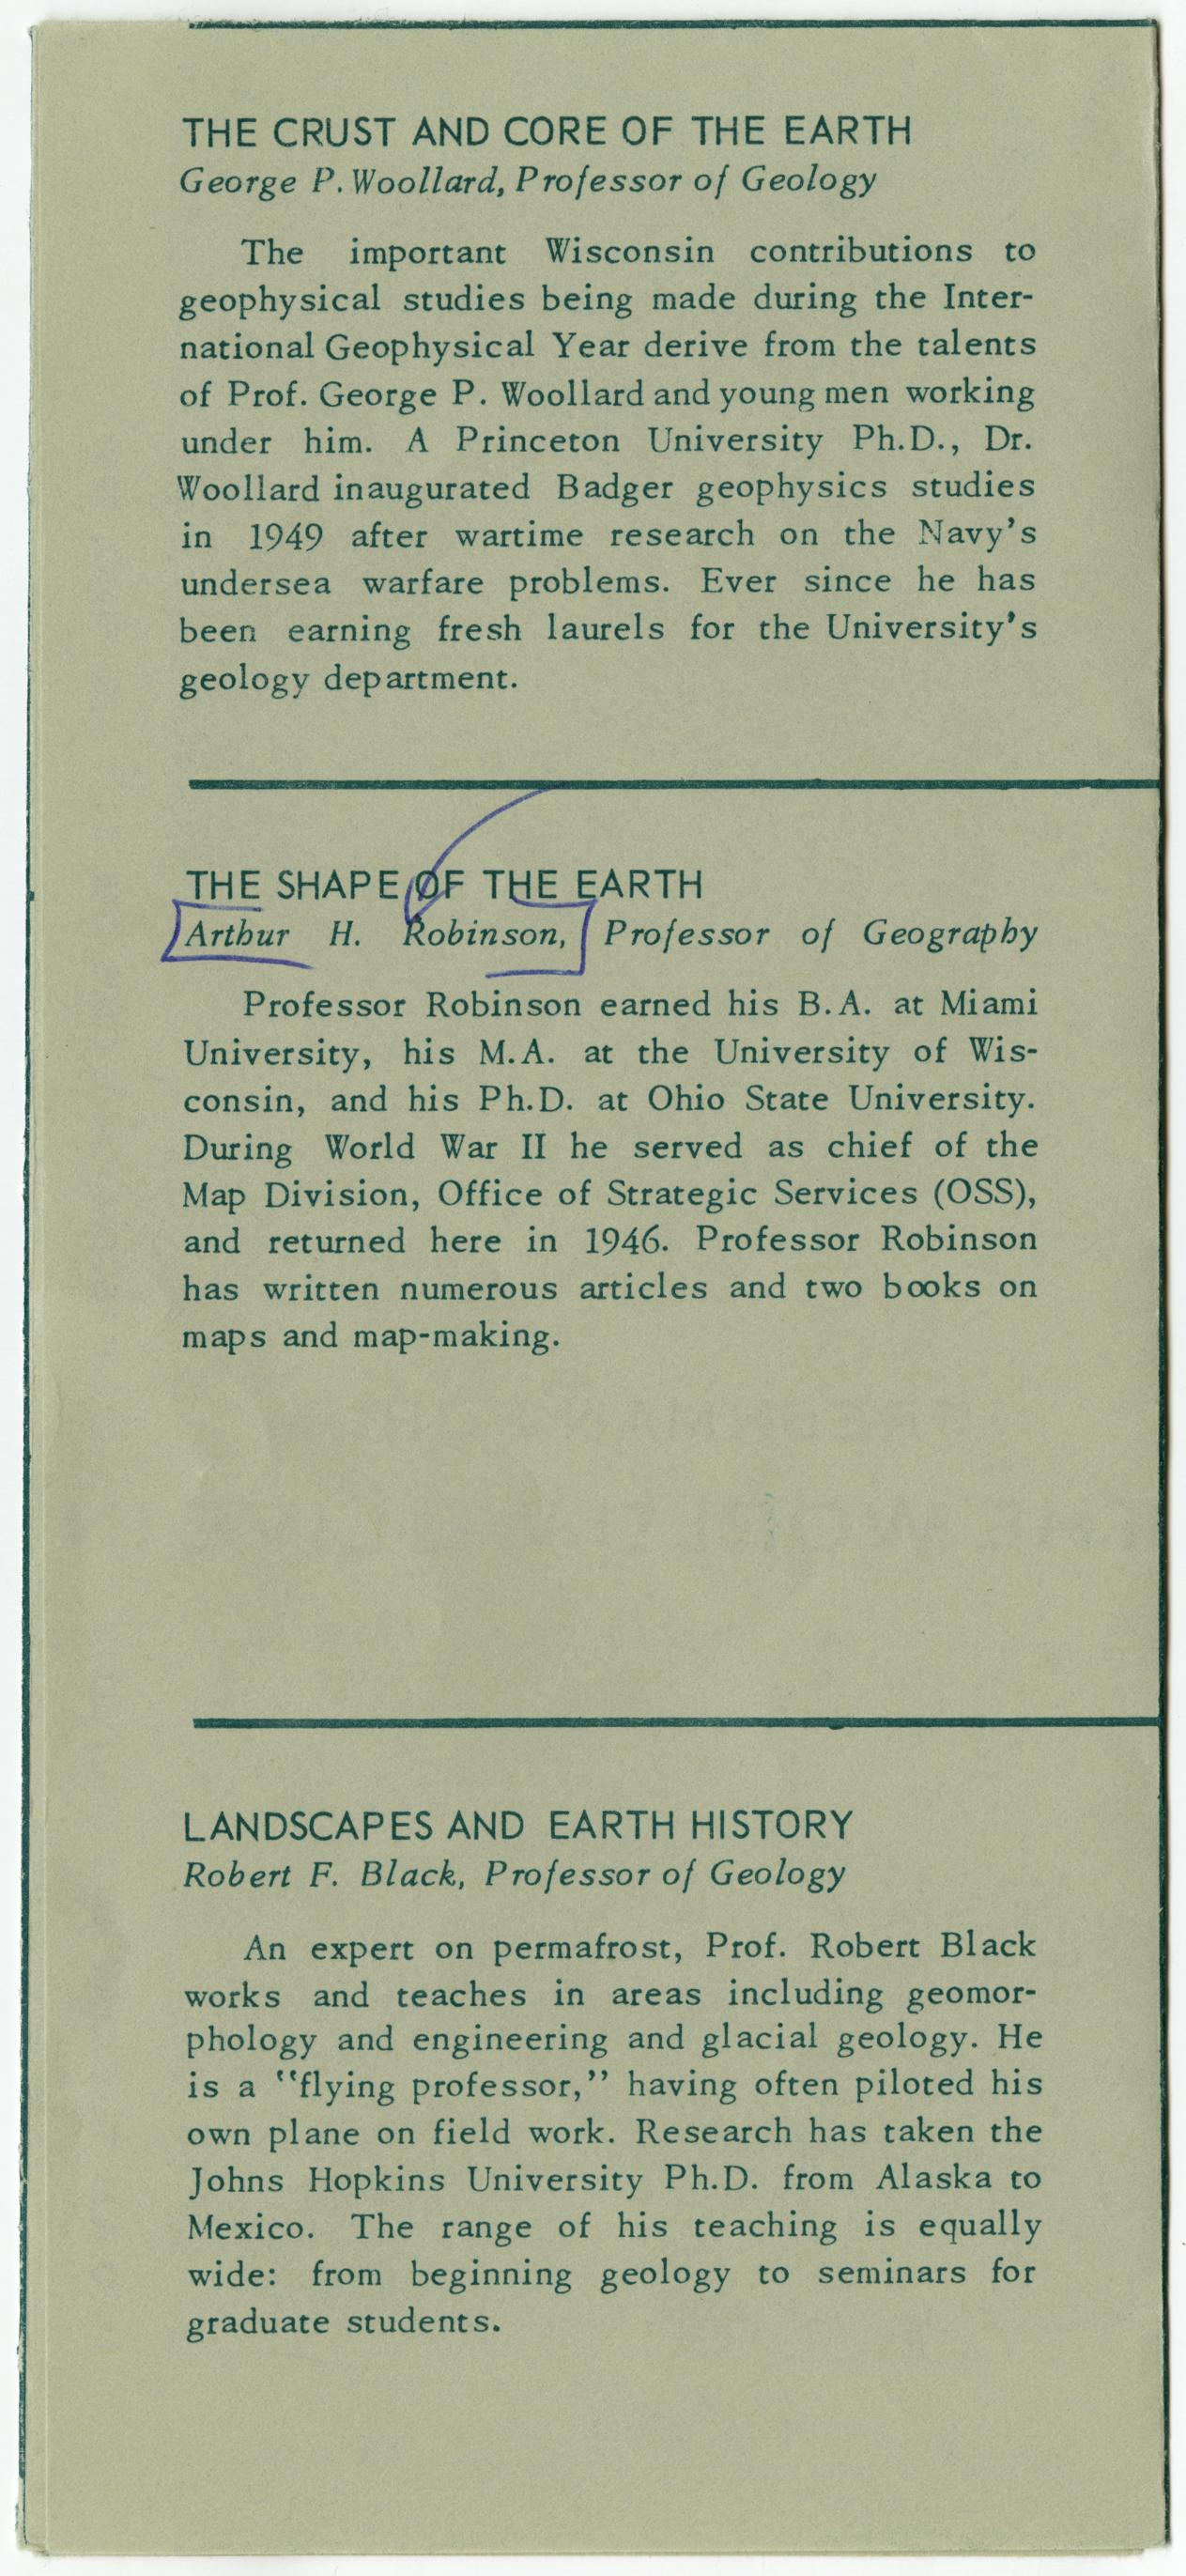 THE CRUST AND CORE OF THE EARTH
George P. Woollard, Professor of Geology
The important Wisconsin contributions to
geophysical studies being made during the Inter-
national Geophysical Year derive from the talents
of Prof. George P. Woollard and young men working
under him. A Princeton University Ph.D., Dr.
Woollard inaugurated Badger geophysics studies
in 1949 after wartime research on the Navy's
undersea warfare problems. Ever since he has
been earning fresh laurels for the University's
geology department.
THE SHAPE OF THE EARTH
Arthur H. Robinson, Professor of Geography
Professor Robinson earned his B.A. at Miami
University, his M.A. at the University of Wis-
consin, and his Ph.D. at Ohio State University.
During World War II he served as chief of the
Map Division, Office of Strategic Services (OSS),
and returned here in 1946. Professor Robinson
has written numerous articles and two books on
maps and map-making.
LANDSCAPES AND EARTH HISTORY
Robert F. Black, Professor of Geology
An expert on permafrost, Prof. Robert Black
works and teaches in areas including geomor-
phology and engineering and glacial geology. He
is a "flying professor," having often piloted his
own plane on field work. Research has taken the
Johns Hopkins University Ph.D. from Alaska to
Mexico. The range of his teaching is equally
wide: from beginning geology to seminars for
graduate students.